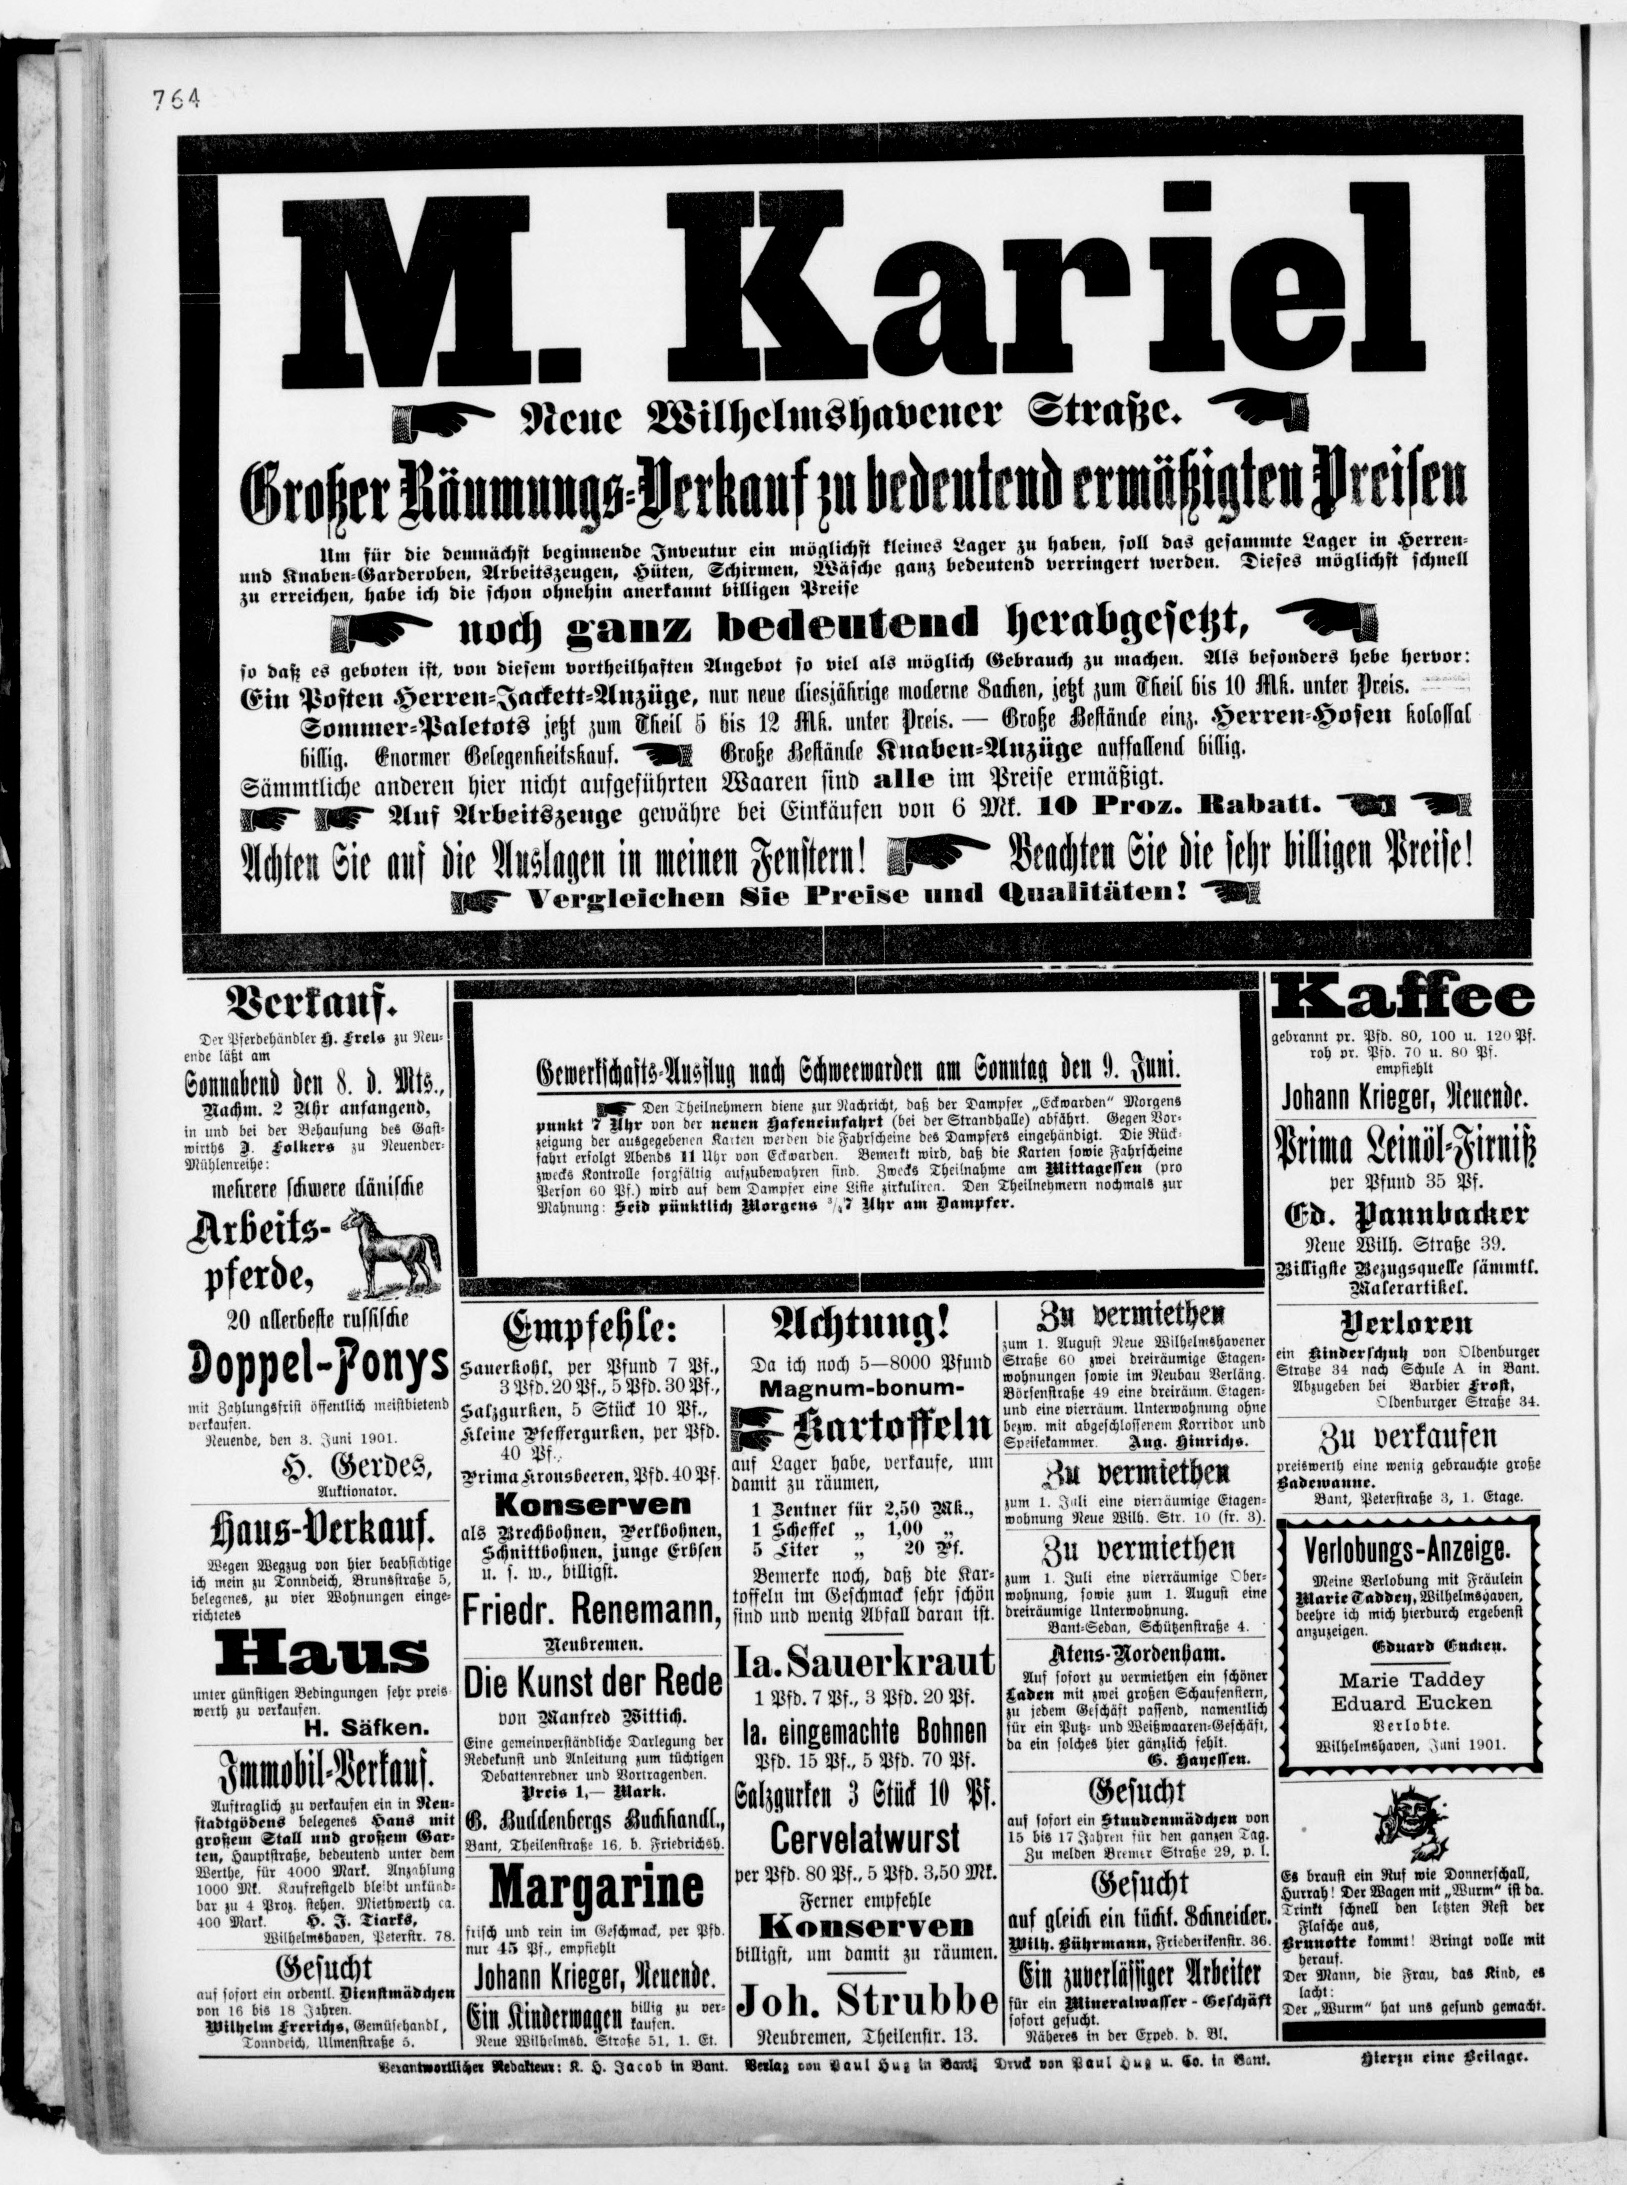 764
M. Kariel
Neue Wilhelmshavener Straße.
Großer Räumungs-Verkauf zu bedeutend ermäßigten Preisen
Um für die demnächst beginnende Inventur ein möglichst kleines Lager zu haben, soll das gesammte Lager in Herren-
und Knaben-Garderoben, Arbeitszeugen, Hüten, Schirmen, Wäsche ganz bedeutend verringert werden. Dieses möglichst schnell
zu erreichen, habe ich die schon ohnehin anerkannt billigen Preise
noch ganz bedeutend herabgesetzt,
so daß es geboten ist, von diesem vortheilhaften Angebot so viel als möglich Gebrauch zu machen. Als besonders hebe hervor:
Ein Posten Herren-Jackett-Anzüge, nur neue diesjährige moderne Sachen, jetzt zum Theil bis 10 Mk. unter Preis.
Sommer-Paletots jetzt zum Theil 5 bis 12 Mk. unter Preis. — Große Bestände einz. Herren-Hosen kolossal
billig. Enormer Gelegenheitskauf. Große Bestände Knaben-Anzüge auffallend billig.
Sämmtliche anderen hier nicht aufgeführten Waaren sind alle im Preise ermäßigt.
Auf Arbeitszeuge gewähre bei Einkäufen von 6 Mk. 10 Proz. Rabatt.
Achten Sie auf die Auslagen in meinen Fenstern! Beachten Sie die sehr billigen Preise!
Vergleichen Sie Preise und Qualitäten!
Verkauf.
Der Pferdehändler H. Frels zu Neu-
ende läßt am
Sonnabend den 8. d. Mts.,
Nachm. 2 Uhr anfangend,
in und bei der Behausung des Gast-
wirths J. Folkers zu Neuender-
Mühlenreihe:
mehrere schwere dänische
Arbeits-
pferde,
20 allerbeste russische
Doppel-Ponys
mit Zahlungsfrist öffentlich meistbietend
verkaufen.
Neuende, den 3. Juni 1901.
H. Gerdes,
Auktionator.
Haus-Verkauf.
Wegen Wegzug von hier beabsichtige
ich mein zu Tonndeich, Brunsstraße 5,
belegenes, zu vier Wohnungen einge-
richtetes
Haus
unter günstigen Bedingungen sehr preis-
werth zu verkaufen.
H. Säfken.
Immobil-Verkauf.
Auftraglich zu verkaufen ein in Neu-
stadtgödens belegenes Haus mit
großem Stall und großem Gar-
ten, Hauptstraße, bedeutend unter dem
Werthe, für 4000 Mark. Anzahlung
1000 Mk. Kaufrestgeld bleibt unkünd-
bar zu 4 Proz. stehen. Miethwerth ca.
400 Mark. H. J. Tiarks,
Wilhelmshaven, Peterstr. 78.
Gesucht
auf sofort ein ordentl. Dienstmädchen
von 16 bis 18 Jahren.
Wilhelm Frerichs, Gemüsehandl,
Tonndeich, Ulmenstraße 5.
Gewerkschafts-Ausflug nach Schweewarden am Sonntag den 9. Juni.
Den Theilnehmern diene zur Nachricht, daß der Dampfer „Eckwarden“ Morgens
punkt 7 Uhr von der neuen Hafeneinfahrt (bei der Strandhalle) abfährt. Gegen Vor-
zeigung der ausgegebenen Karten werden die Fahrscheine des Dampfers eingehändigt. Die Rück-
fahrt erfolgt Abends 11 Uhr von Eckwarden. Bemerkt wird, daß die Karten sowie Fahrscheine
zwecks Kontrolle sorgfältig aufzubewahren sind. Zwecks Theilnahme am Mittagessen (pro
Person 60 Pf.) wird auf dem Dampfer eine Liste zirkuliren. Den Theilnehmern nochmals zur
Mahnung: Seid pünktlich Morgens ¾7 Uhr am Dampfer.
Empfehle:
Sauerkohl, per Pfund 7 Pf.,
3 Pfd. 20 Pf., 5 Pfd. 30 Pf.,
Salzgurken, 5 Stück 10 Pf.,
Kleine Pfeffergurken, per Pfd.
40 Pf.,
Prima Kronsbeeren, Pfd. 40 Pf.
Konserven
als Brechbohnen, Perlbohnen,
Schnittbohnen, junge Erbsen
u. s. w., billigst.
Friedr. Renemann,
Neubremen.
Die Kunst der Rede
von Manfred Wittich.
Eine gemeinverständliche Darlegung der
Redekunst und Anleitung zum tüchtigen
Debattenredner und Vortragenden.
Preis 1,— Mark.
G. Buddenbergs Buchhandl.,
Bant, Theilenstraße 16, b. Friedrichsh.
Margarine
frisch und rein im Geschmack, per Pfd.
nur 45 Pf., empfiehlt
Johann Krieger, Neuende.
Ein Kinderwagen billig zu ver-
kaufen.
Neue Wilhelmsh. Straße 51, 1. Et.
Achtung!
Da ich noch 5—8000 Pfund
Magnum-bonum-
Kartoffeln
auf Lager habe, verkaufe, um
damit zu räumen,
1 Zentner für 2,50 Mk.,
1 Scheffel „ 1,00 „
5 Liter „ 20 Pf.
Bemerke noch, daß die Kar-
toffeln im Geschmack sehr schön
sind und wenig Abfall daran ist.
Ia. Sauerkraut
1 Pfd. 7 Pf., 3 Pfd. 20 Pf.
Ia. eingemachte Bohnen
Pfd. 15 Pf., 5 Pfd. 70 Pf.
Salzgurken 3 Stück 10 Pf.
Cervelatwurst
per Pfd. 80 Pf., 5 Pfd. 3,50 Mk.
Ferner empfehle
Konserven
billigst, um damit zu räumen.
Joh. Strubbe
Neubremen, Theilenstr. 13.
Zu vermiethen
zum 1. August Neue Wilhelmshavener
Straße 60 zwei dreiräumige Etagen-
wohnungen sowie im Neubau Verläng.
Börsenstraße 49 eine dreiräum. Etagen-
und eine vierräum. Unterwohnung ohne
bezw. mit abgeschlossenem Korridor und
Speisekammer. Aug. Hinrichs.
Zu vermiethen
zum 1. Juli eine vierräumige Etagen-
wohnung Neue Wilh. Str. 10 (fr. 3).
Zu vermiethen
zum 1. Juli eine vierräumige Ober-
wohnung, sowie zum 1. August eine
dreiräumige Unterwohnung.
Bant-Sedan, Schützenstraße 4.
Atens-Nordenham.
Auf sofort zu vermiethen ein schöner
Laden mit zwei großen Schaufenstern,
zu jedem Geschäft passend, namentlich
für ein Putz- und Weißwaaren-Geschäft,
da ein solches hier gänzlich fehlt.
G. Hayessen.
Gesucht
auf sofort ein Stundenmädchen von
15 bis 17 Jahren für den ganzen Tag.
Zu melden Bremer Straße 29, p. l.
Gesucht
auf gleich ein tücht. Schneider.
Wilh. Bührmann, Friederikenstr. 36.
Ein zuverlässiger Arbeiter
für ein Mineralwasser-Geschäft
sofort gesucht.
Näheres in der Exped. d. Bl.
Kaffee
gebrannt pr. Pfd. 80, 100 u. 120 Pf.
roh pr. Pfd. 70 u. 80 Pf.
empfiehlt
Johann Krieger, Neuende.
Prima Leinöl-Firniß
per Pfund 35 Pf.
Ed. Pannbacker
Neue Wilh. Straße 39.
Billigste Bezugsquelle sämmtl.
Malerartikel.
Verloren
ein Kinderschuh von Oldenburger
Straße 34 nach Schule A in Bant.
Abzugeben bei Barbier Frost,
Oldenburger Straße 34.
Zu verkaufen
preiswerth eine wenig gebrauchte große
Badewanne.
Bant, Peterstraße 3, 1. Etage.
Verlobungs-Anzeige.
Meine Verlobung mit Fräulein
Marie Taddey, Wilhelmshaven,
beehre ich mich hierdurch ergebenst
anzuzeigen.
Eduard Eucken.
Marie Taddey
Eduard Eucken
Verlobte.
Wilhelmshaven, Juni 1901.
Es braust ein Ruf wie Donnerschall,
Hurrah! Der Wagen mit „Wurm“ ist da.
Trinkt schnell den letzten Rest der
Flasche aus,
Brunotte kommt! Bringt volle mit
herauf.
Der Mann, die Frau, das Kind, es
lacht:
Der „Wurm“ hat uns gesund gemacht.
Verantwortlicher Redakteur: K. H. Jacob in Bant. Verlag von Paul Hug in Bant; Druck von Paul Hug u. Co. in Bant. Hierzu eine Beilage.